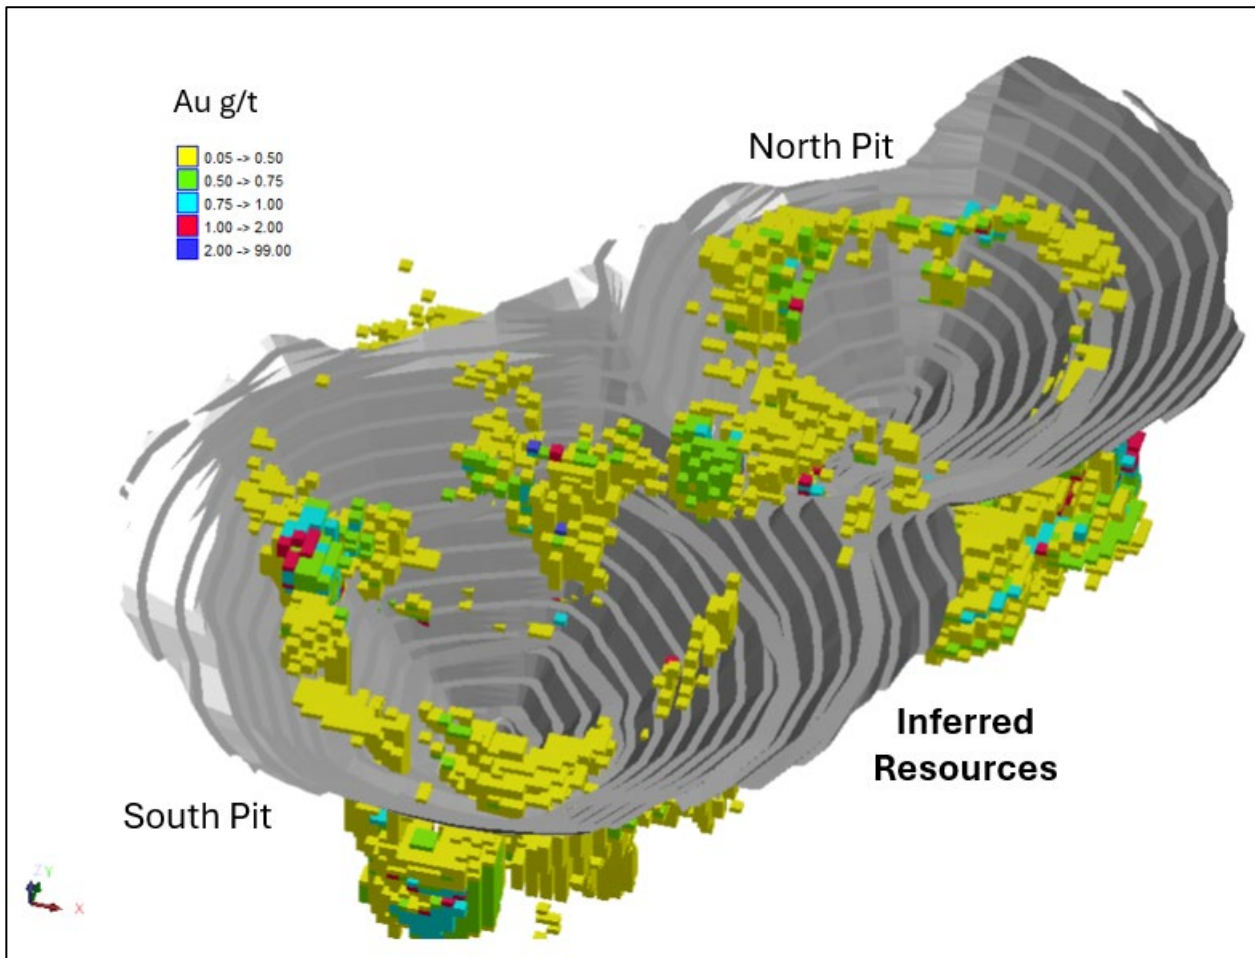 Au g/t
0.05 -> 0.50
0.50 -> 0.75
0.75 -> 1.00
1.00 -> 2.00
2.00 -> 99.00
North Pit
Inferred
Resources
South Pit
Z Y
X